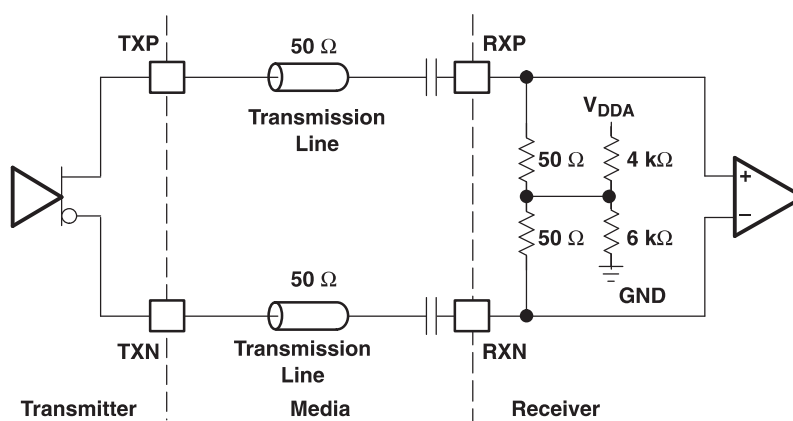 TXP
50 Ω
RXP
Transmission
Line
V_DDA
50 Ω
4 kΩ
+
−
50 Ω
6 kΩ
GND
50 Ω
TXN
Transmission
Line
RXN
Transmitter
Media
Receiver